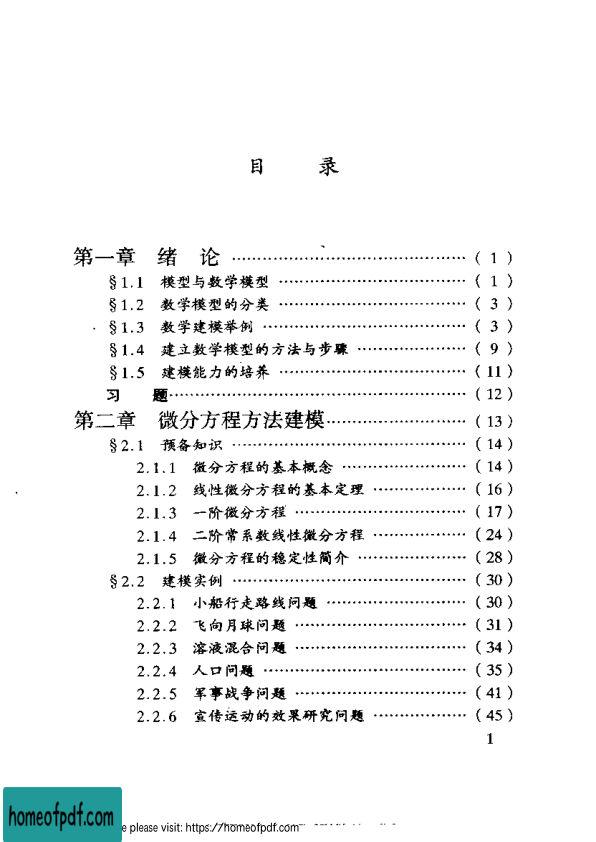 目 录
第一章 绪 论 ………………………………… ( 1 )
§1.1 模型与数学模型 ………………………… ( 1 )
§1.2 数学模型的分类 ………………………… ( 3 )
§1.3 数学建模举例 …………………………… ( 3 )
§1.4 建立数学模型的方法与步骤 …………… ( 9 )
§1.5 建模能力的培养 ………………………… (11)
习 题………………………………………… (12)
第二章 微分方程方法建模…………………… (13)
§2.1 预备知识 ………………………………… (14)
2.1.1 微分方程的基本概念 ……………… (14)
2.1.2 线性微分方程的基本定理 ………… (16)
2.1.3 一阶微分方程 ……………………… (17)
2.1.4 二阶常系数线性微分方程 ………… (24)
2.1.5 微分方程的稳定性简介 …………… (28)
§2.2 建模实例 ………………………………… (30)
2.2.1 小船行走路线问题 ………………… (30)
2.2.2 飞向月球问题 ……………………… (31)
2.2.3 溶液混合问题 ……………………… (34)
2.2.4 人口问题 …………………………… (35)
2.2.5 军事战争问题 ……………………… (41)
2.2.6 宣传运动的效果研究问题 ………… (45)
1
homeofpdf.com
please visit: https://homeofpdf.com